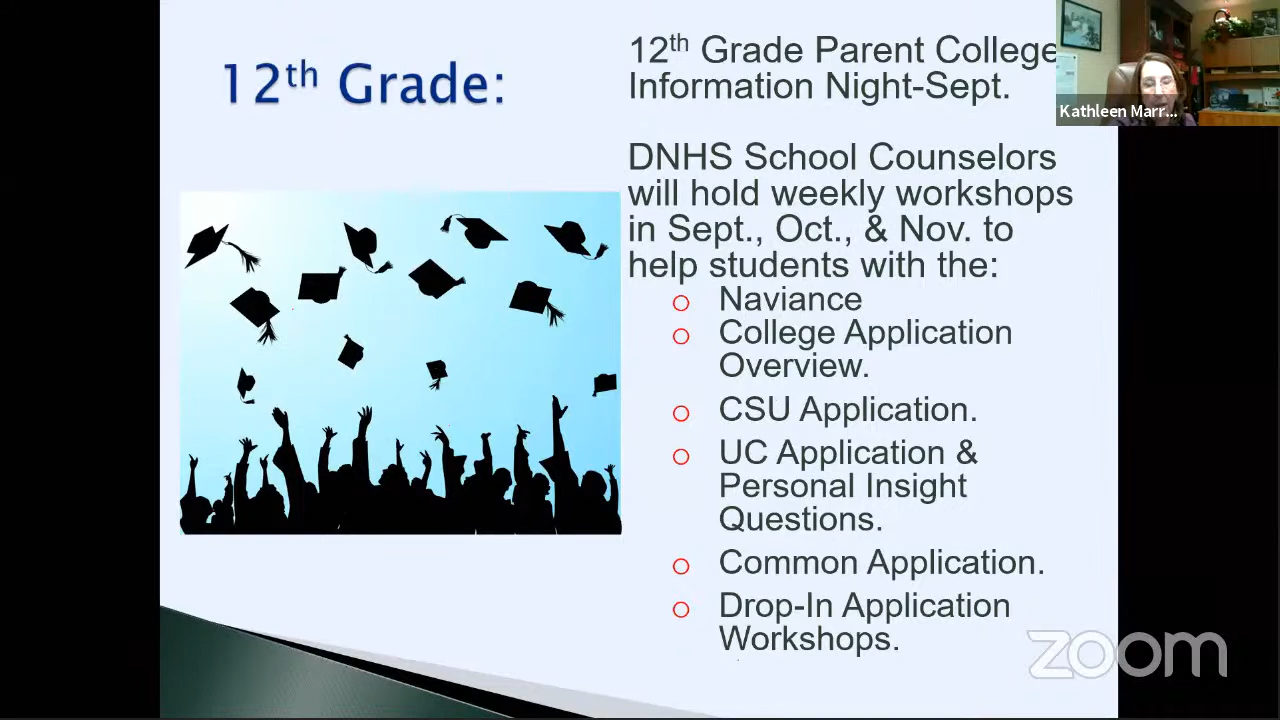 12th Grade:
12th Grade Parent College
Information Night-Sept.
Kathleen Marr...
DNHS School Counselors
will hold weekly workshops
in Sept., Oct., & Nov. to
help students with the:
Naviance
College Application
Overview.
CSU Application.
UC Application &
Personal Insight
Questions.
Common Application.
Drop-In Application
Workshops.
zoom